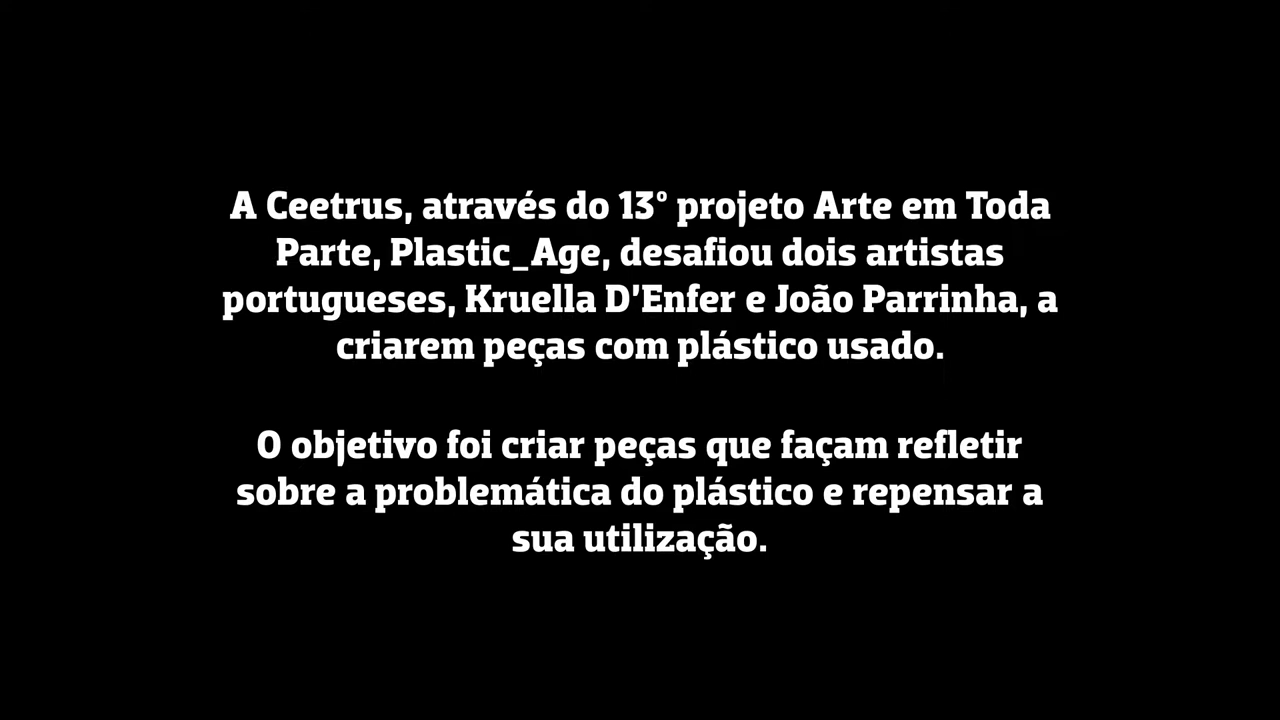 A Ceetrus, através do 13º projeto Arte em Toda
Parte, Plastic_Age, desafiou dois artistas
portugueses, Kruella D’Enfer e João Parrinha, a
criarem peças com plástico usado.
O objetivo foi criar peças que façam refletir
sobre a problemática do plástico e repensar a
sua utilização.